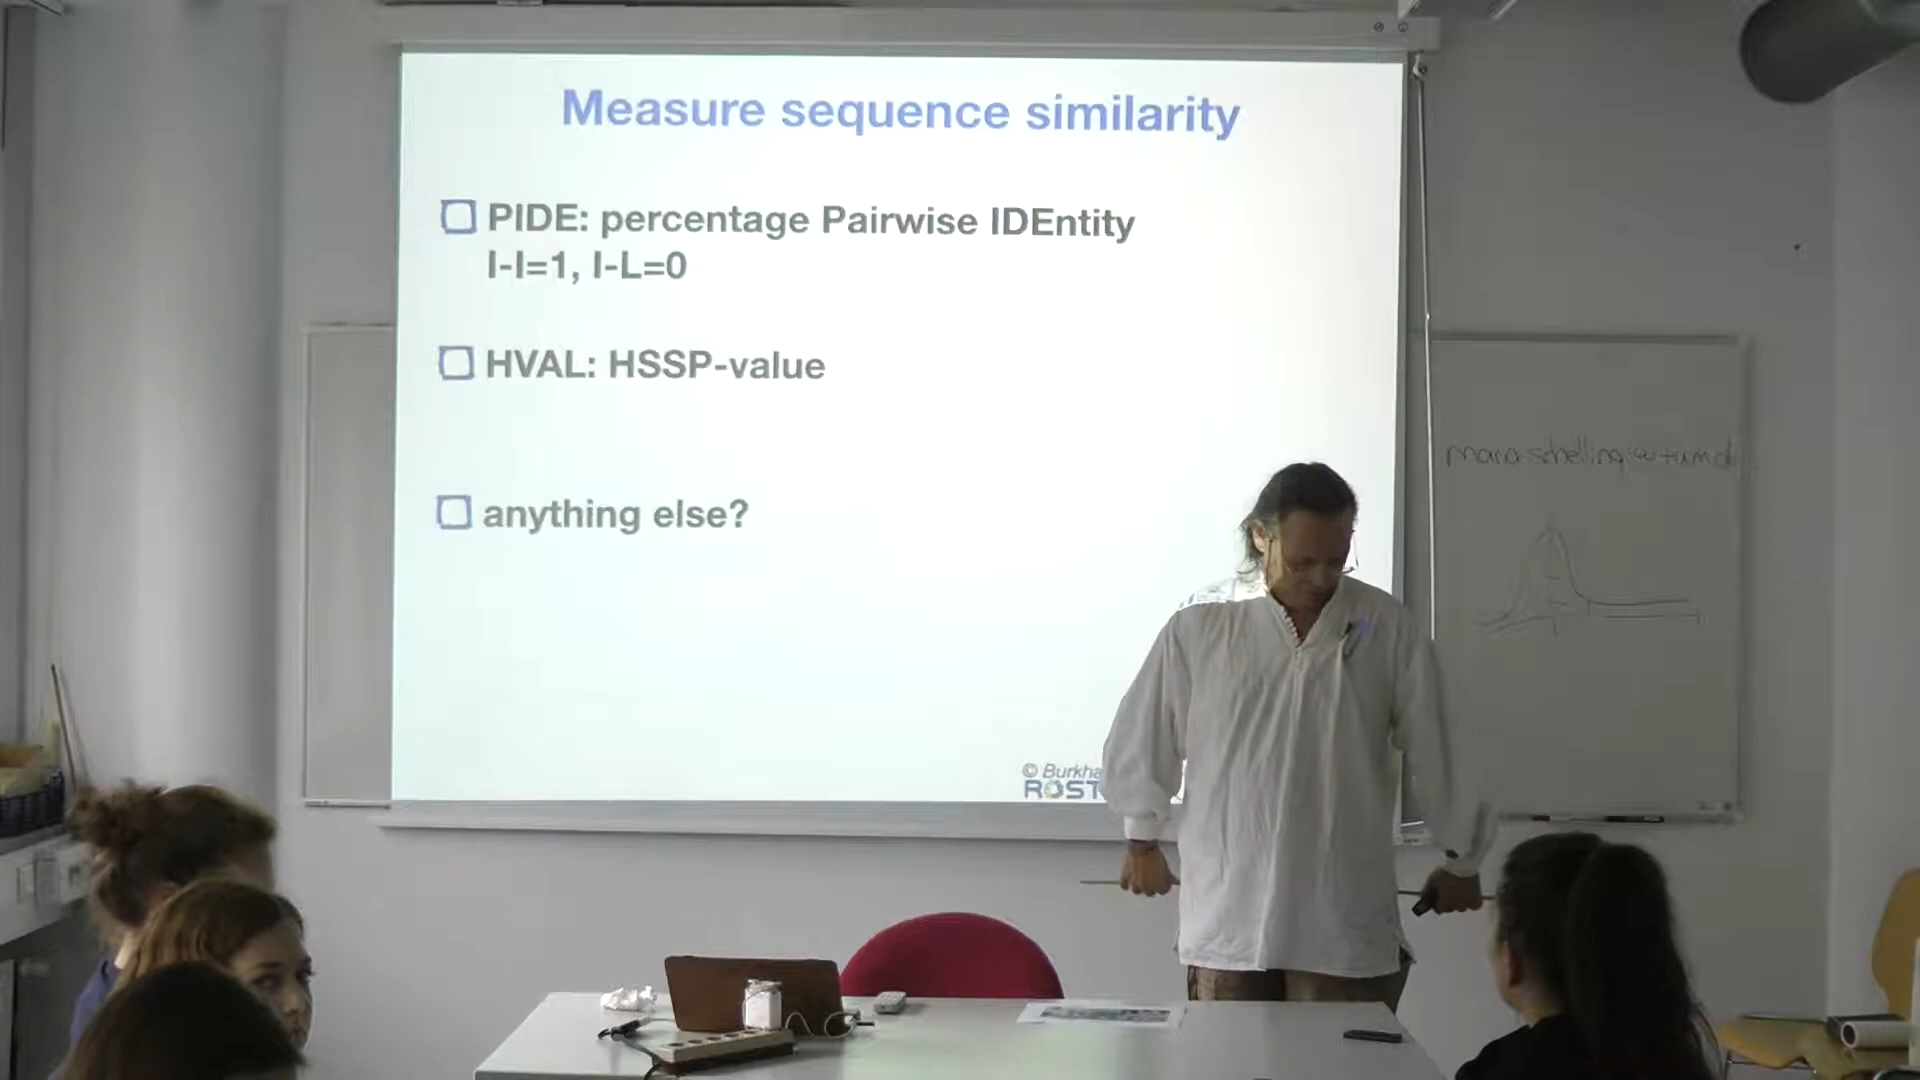 Measure sequence similarity
PIDE: percentage Pairwise IDEntity
I-I=1, I-L=0
HVAL: HSSP-value
anything else?
© Burkha
ROST